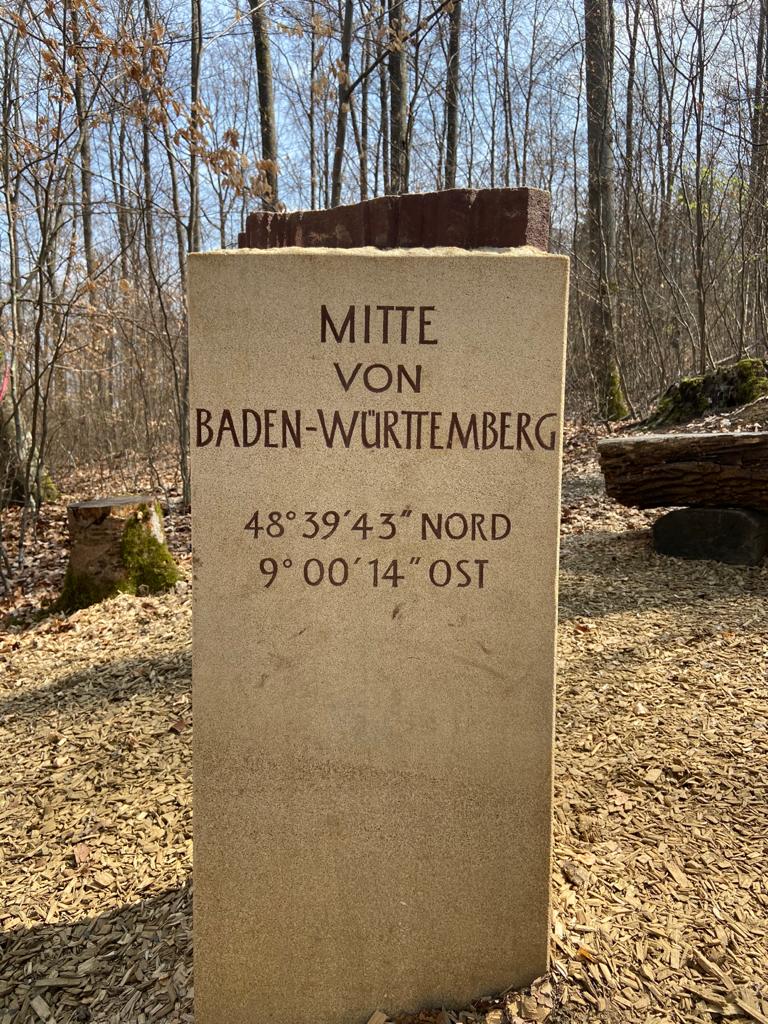 MITTE
VON
BADEN-WÜRTTEMBERG
48° 39′ 43″ NORD
9° 00′ 14″ OST